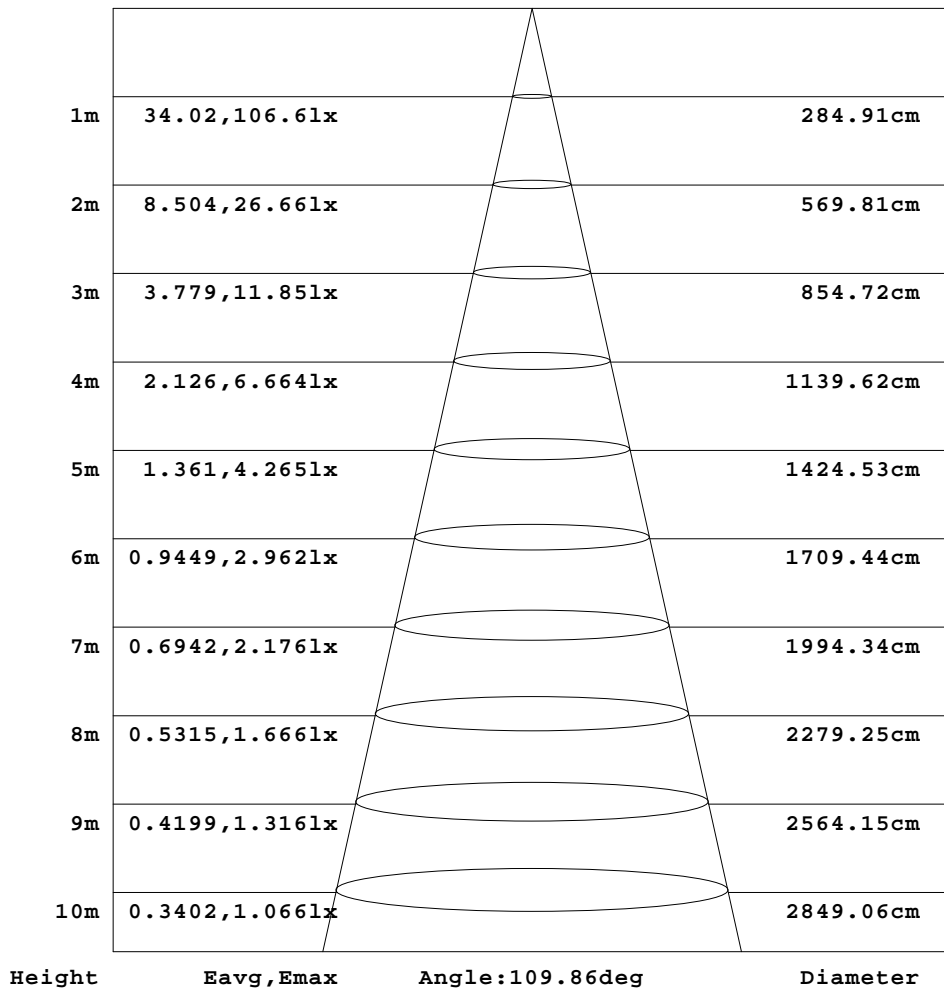 1m 34.02,106.6lx 284.91cm
2m 8.504,26.66lx 569.81cm
3m 3.779,11.85lx 854.72cm
4m 2.126,6.664lx 1139.62cm
5m 1.361,4.265lx 1424.53cm
6m 0.9449,2.962lx 1709.44cm
7m 0.6942,2.176lx 1994.34cm
8m 0.5315,1.666lx 2279.25cm
9m 0.4199,1.316lx 2564.15cm
10m 0.3402,1.066lx 2849.06cm
Height Eavg,Emax Angle:109.86deg Diameter